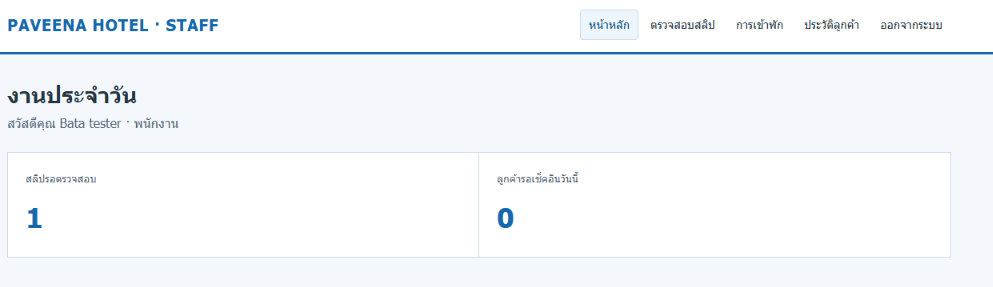 PAVEENA HOTEL · STAFF
หน้าหลัก ตรวจสอบสลิป การเข้าพัก ประวัติลูกค้า ออกจากระบบ
งานประจำวัน
สวัสดีคุณ Bata tester · พนักงาน
สลิปรอตรวจสอบ
1
ลูกค้ารอเช็คอินวันนี้
0